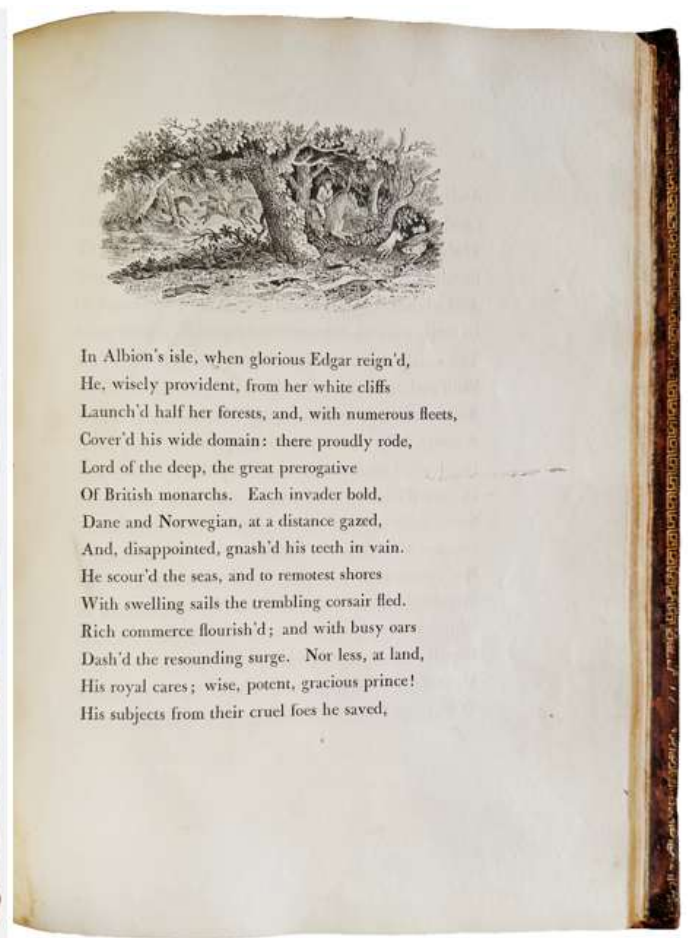 In Albion's isle, when glorious Edgar reign'd,
He, wisely provident, from her white cliffs
Launch'd half her forests, and, with numerous fleets,
Cover'd his wide domain: there proudly rode,
Lord of the deep, the great prerogative
Of British monarchs. Each invader bold,
Dane and Norwegian, at a distance gazed,
And, disappointed, gnash'd his teeth in vain.
He scour'd the seas, and to remotest shores
With swelling sails the trembling corsair fled.
Rich commerce flourish'd; and with busy oars
Dash'd the resounding surge. Nor less, at land,
His royal cares; wise, potent, gracious prince!
His subjects from their cruel foes he saved,